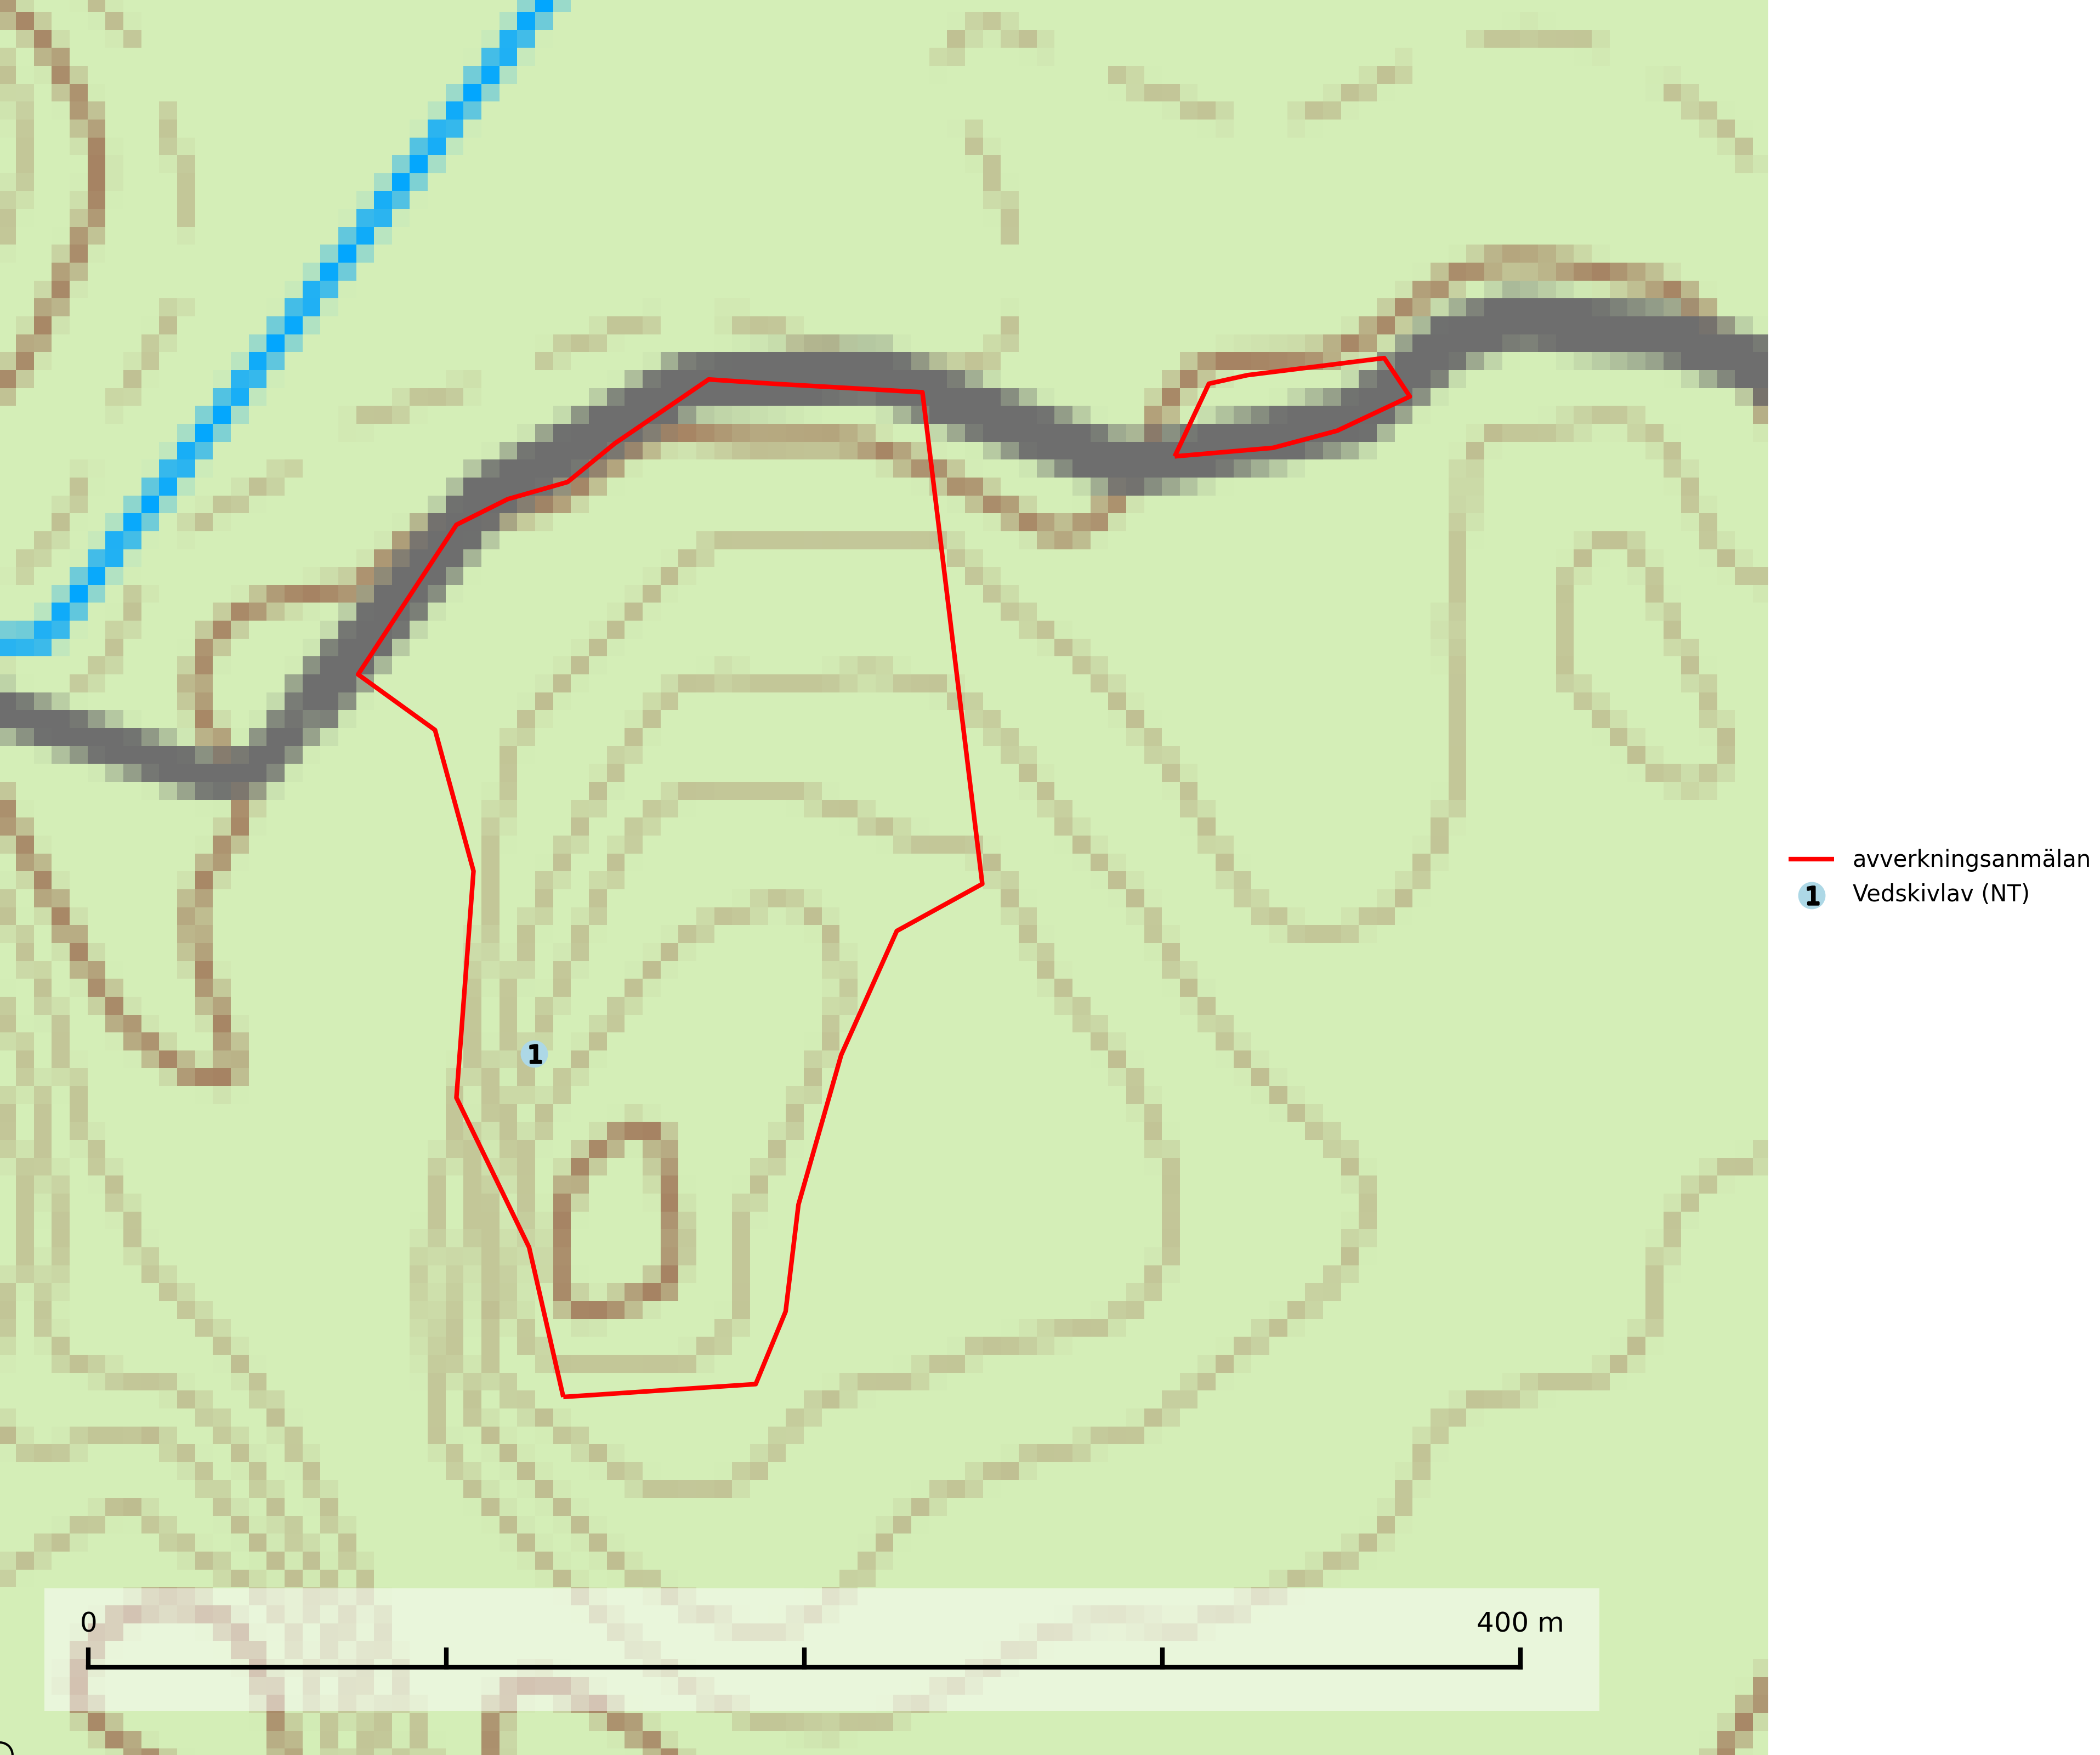 avverkningsanmälan
1 Vedskivlav (NT)
1
0 400 m